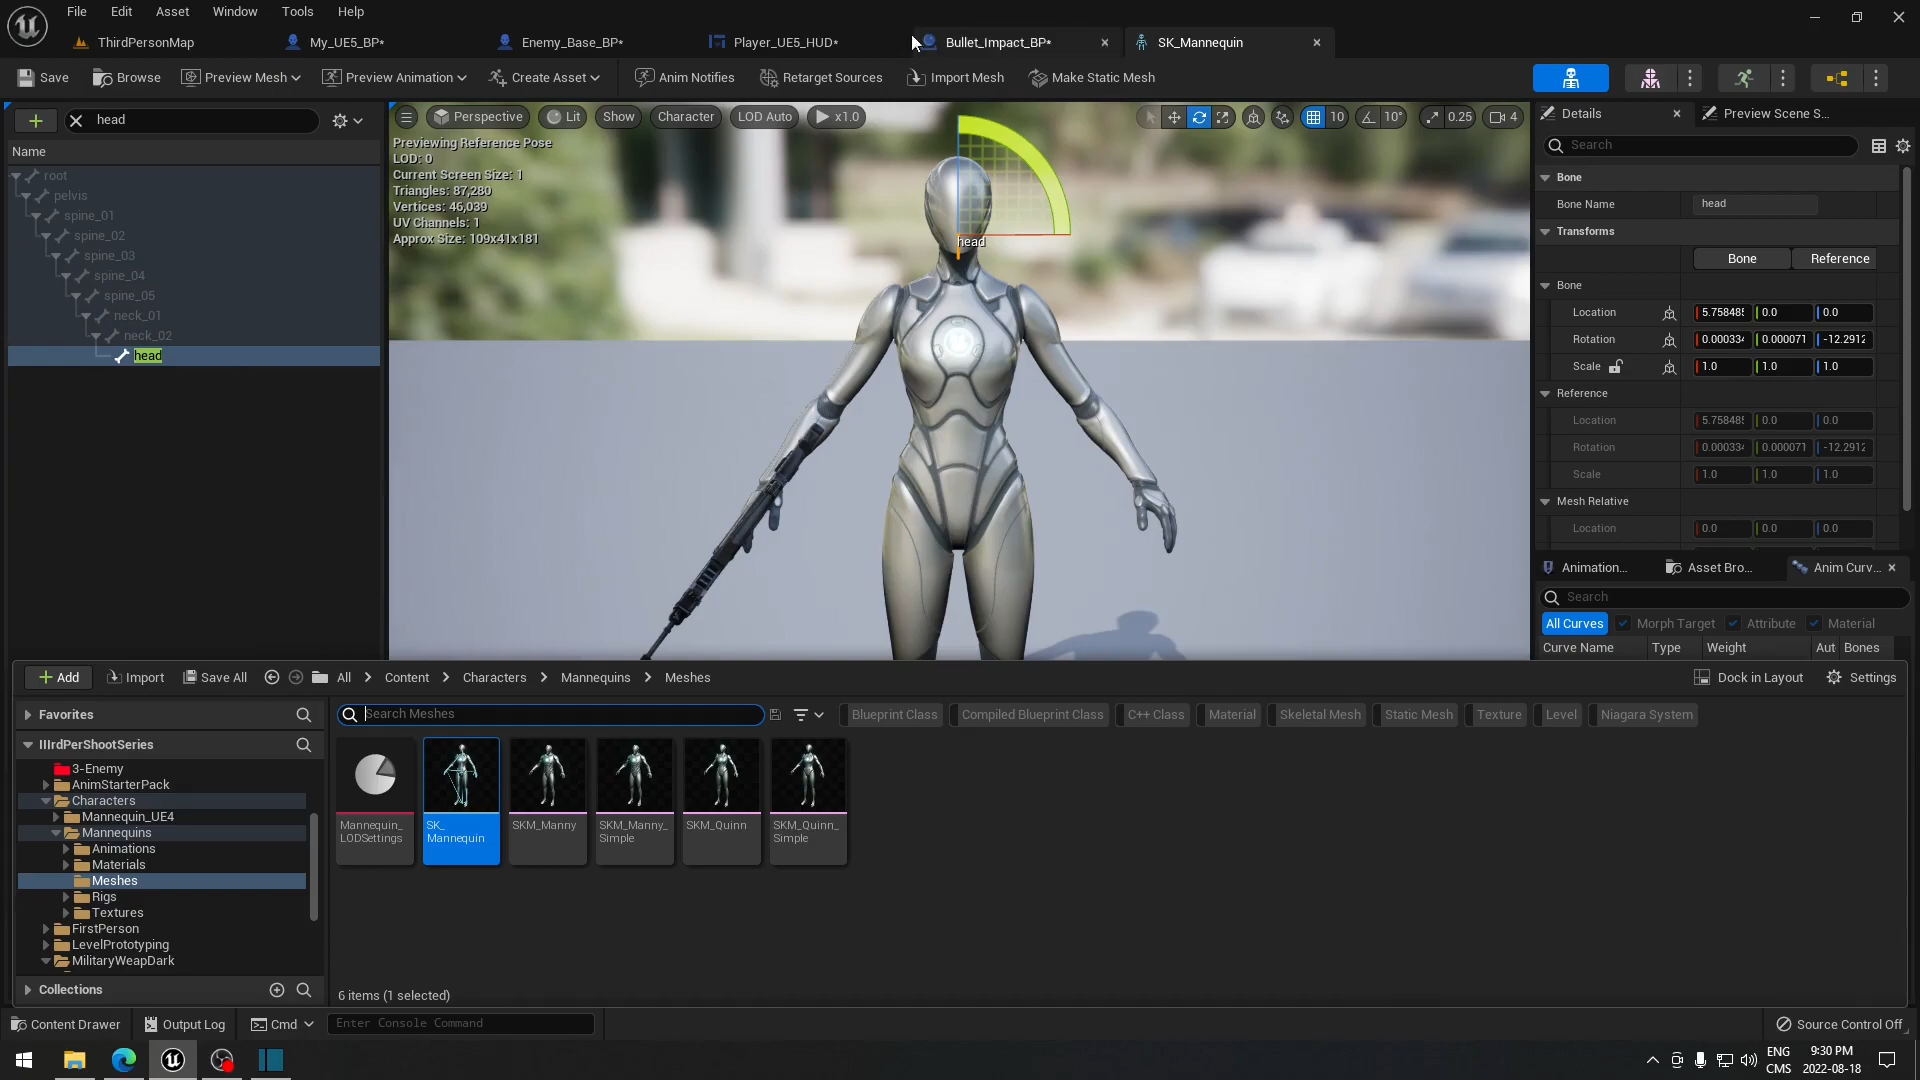 File Edit Asset Window Tools Help
ThirdPersonMap My_UE5_BP* Enemy_Base_BP* Player_UE5_HUD* Bullet_Impact_BP* SK_Mannequin
Save Browse Preview Mesh Preview Animation Create Asset Anim Notifies Retarget Sources Import Mesh Make Static Mesh
head
Name
root
pelvis
spine_01
spine_02
spine_03
spine_04
spine_05
neck_01
neck_02
head
Perspective Lit Show Character LOD Auto x1.0 10 10° 0.25 4
Previewing Reference Pose
LOD: 0
Current Screen Size: 1
Triangles: 87,280
Vertices: 46,039
UV Channels: 1
Approx Size: 109x41x181
head
Details Preview Scene S...
Search
Bone
Bone Name head
Transforms
Bone Reference
Bone
Location 5.758485 0.0 0.0
Rotation 0.000334 0.000071 -12.2912
Scale 1.0 1.0 1.0
Reference
Location 5.758485 0.0 0.0
Rotation 0.000334 0.000071 -12.2912
Scale 1.0 1.0 1.0
Mesh Relative
Location 0.0 0.0 0.0
Animation... Asset Bro... Anim Curv...
Search
All Curves Morph Target Attribute Material
Curve Name Type Weight Aut Bones
Add Import Save All All Content Characters Mannequins Meshes Dock in Layout Settings
Favorites
IIIrdPerShootSeries
3-Enemy
AnimStarterPack
Characters
Mannequin_UE4
Mannequins
Animations
Materials
Meshes
Rigs
Textures
FirstPerson
LevelPrototyping
MilitaryWeapDark
Collections
Search Meshes
Blueprint Class Compiled Blueprint Class C++ Class Material Skeletal Mesh Static Mesh Texture Level Niagara System
Mannequin_
LODSettings
SK_
Mannequin
SKM_Manny
SKM_Manny_
Simple
SKM_Quinn
SKM_Quinn_
Simple
6 items (1 selected)
Content Drawer Output Log Cmd Enter Console Command Source Control Off
ENG
CMS
9:30 PM
2022-08-18